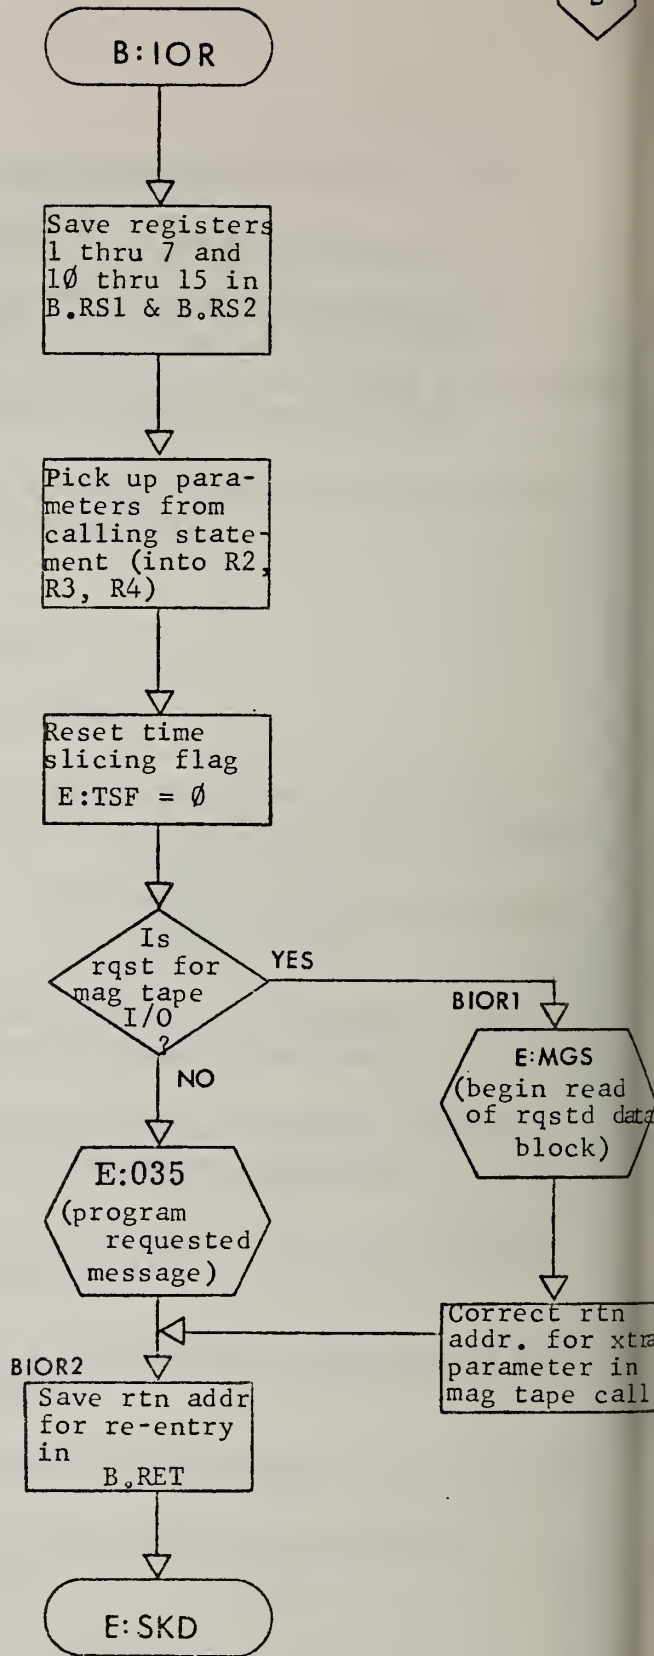 B:IOR
Save registers
1 thru 7 and
1Ø thru 15 in
B.RS1 & B.RS2
Pick up para-
meters from
calling state-
ment (into R2,
R3, R4)
Reset time
slicing flag
E:TSF = Ø
Is
rqst for
mag tape
I/O
?
YES
NO
BIOR1
E:MGS
(begin read
of rqstd data
block)
E:035
(program
requested
message)
Correct rtn
addr. for xtra
parameter in
mag tape call
BIOR2
Save rtn addr
for re-entry
in
B.RET
E:SKD